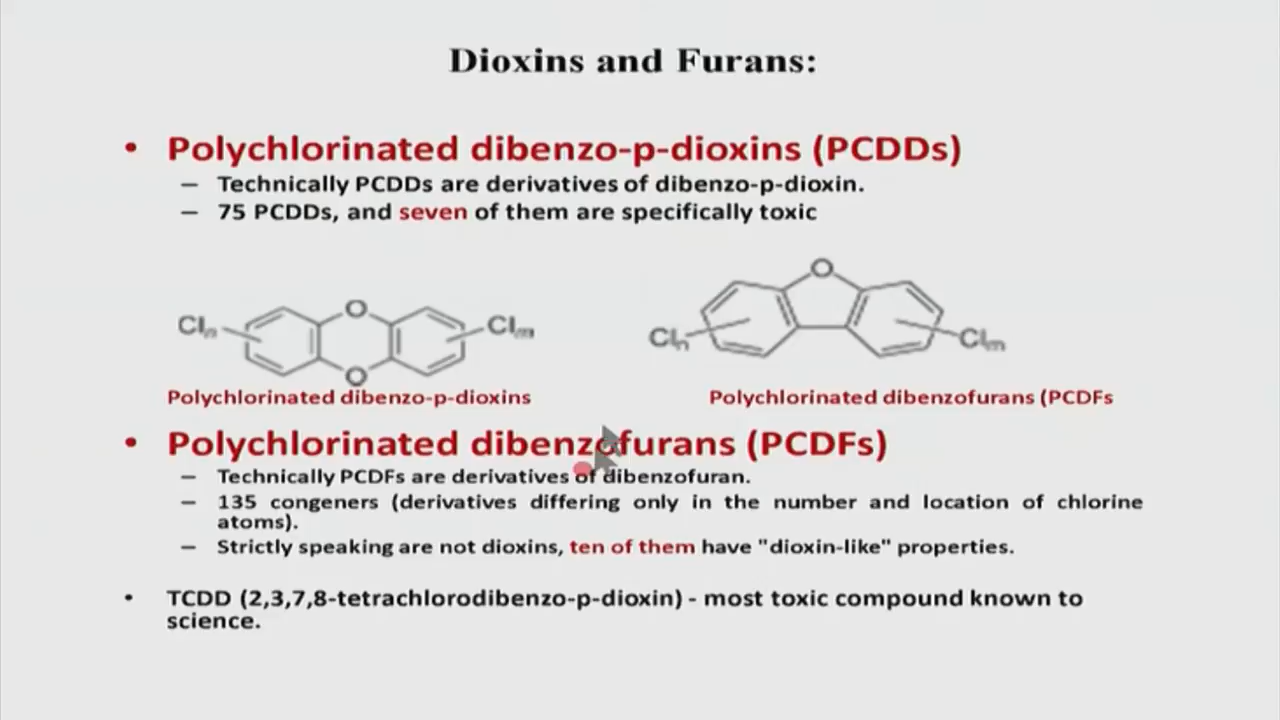 Dioxins and Furans:
• Polychlorinated dibenzo-p-dioxins (PCDDs)
– Technically PCDDs are derivatives of dibenzo-p-dioxin.
– 75 PCDDs, and seven of them are specifically toxic
O
Cln O Clm
O
Cln Clm
Polychlorinated dibenzo-p-dioxins
Polychlorinated dibenzofurans (PCDFs
• Polychlorinated dibenzofurans (PCDFs)
– Technically PCDFs are derivatives of dibenzofuran.
– 135 congeners (derivatives differing only in the number and location of chlorine
atoms).
– Strictly speaking are not dioxins, ten of them have "dioxin-like" properties.
• TCDD (2,3,7,8-tetrachlorodibenzo-p-dioxin) - most toxic compound known to
science.